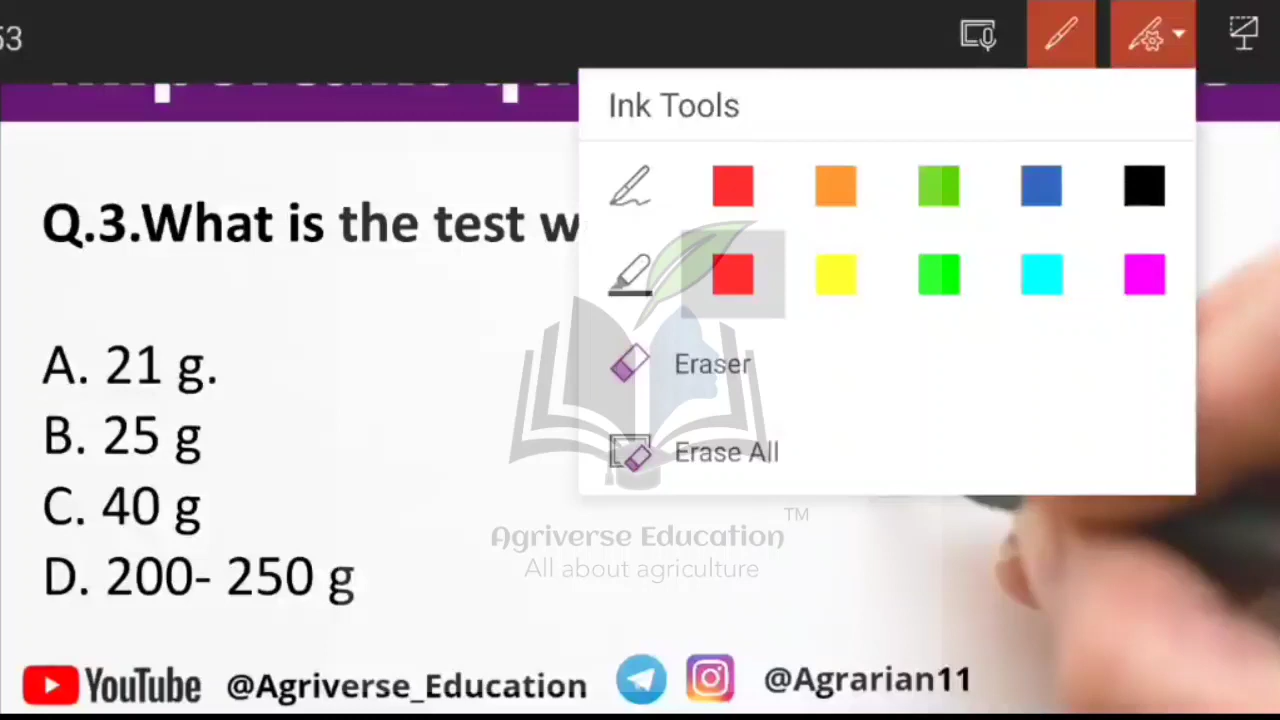 53
Ink Tools
Q.3.What is the test
A. 21 g.
B. 25 g
C. 40 g
D. 200- 250 g
Eraser
Erase All
Agriverse Education TM
All about agriculture
YouTube @Agriverse_Education @Agrarian11